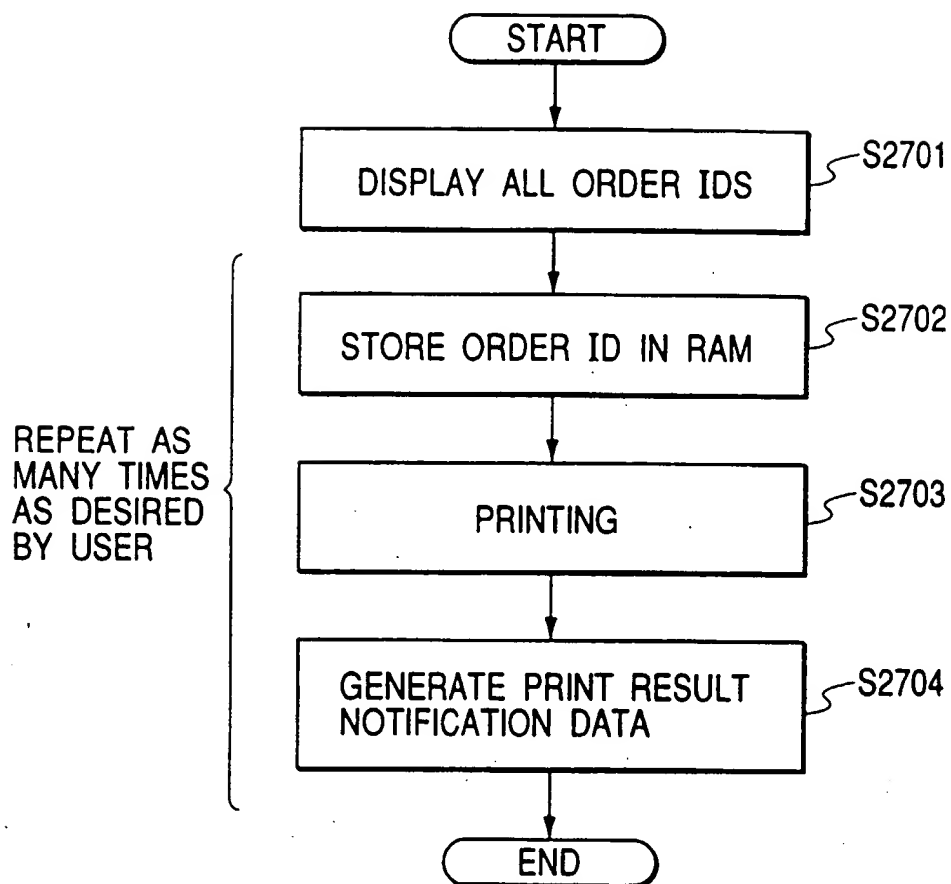 START
DISPLAY ALL ORDER IDS
S2701
STORE ORDER ID IN RAM
S2702
REPEAT AS
MANY TIMES
AS DESIRED
BY USER
PRINTING
S2703
GENERATE PRINT RESULT
NOTIFICATION DATA
S2704
END